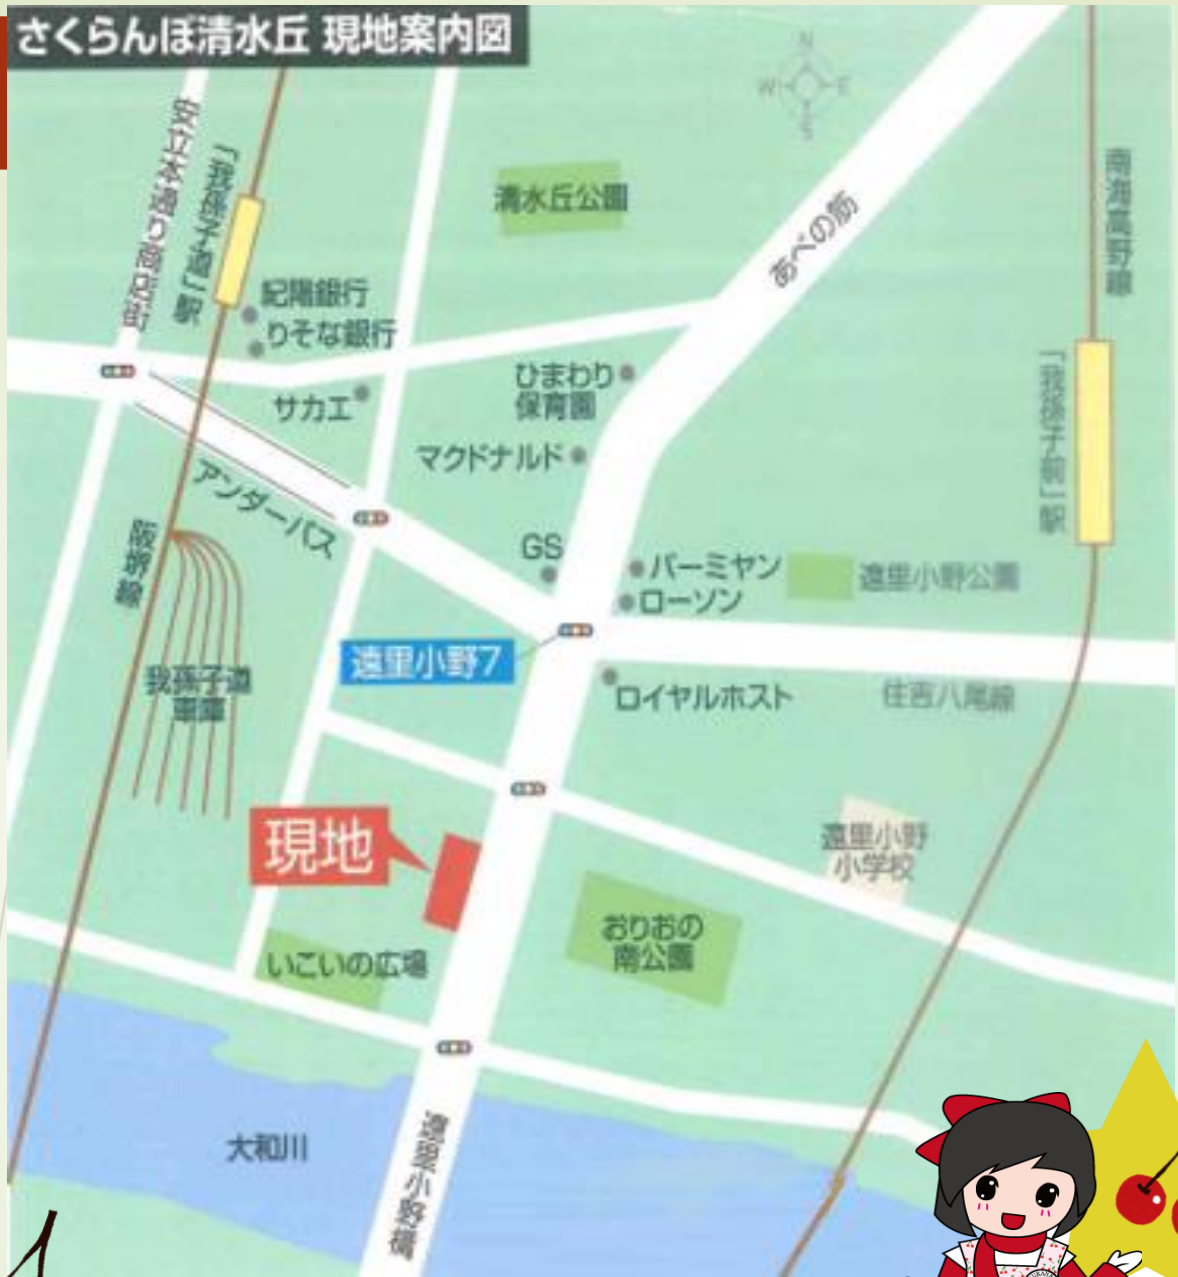 さくらんぼ清水丘 現地案内図
N
W
E
S
安立本通り商店街
「我孫子道」駅
清水丘公園
あべの筋
南海高野線
紀陽銀行
りそな銀行
ひまわり
保育園
サカエ
「我孫子前」駅
マクドナルド
アンダーパス
阪堺線
GS
バーミヤン
ローソン
遠里小野公園
遠里小野7
我孫子道
車庫
ロイヤルホスト
住吉八尾線
現地
遠里小野
小学校
おりおの
南公園
いこいの広場
大和川
遠里小野橋